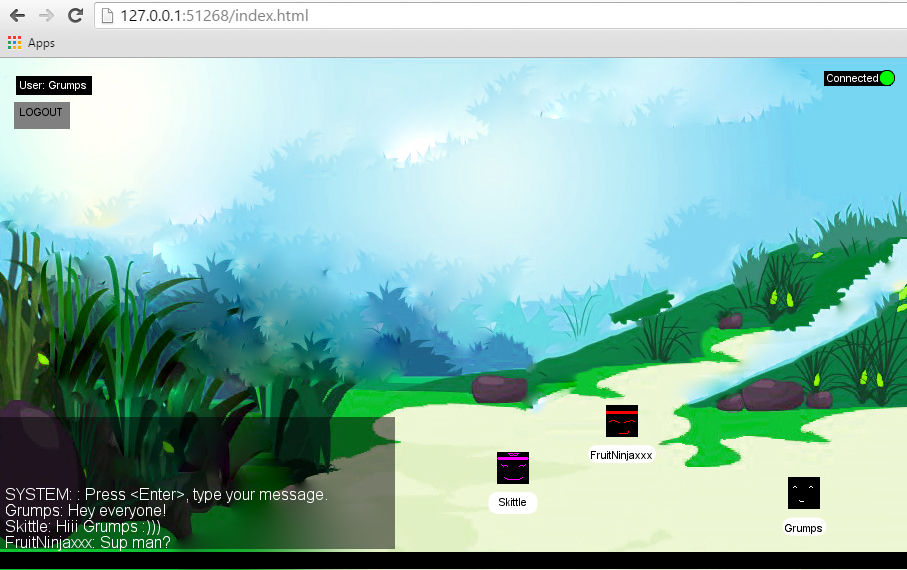 127.0.0.1:51268/index.html
Apps
User: Grumps
Connected
LOGOUT
FruitNinjaxxx
Skittle
Grumps
SYSTEM: : Press <Enter>, type your message.
Grumps: Hey everyone!
Skittle: Hiii Grumps :)))
FruitNinjaxxx: Sup man?